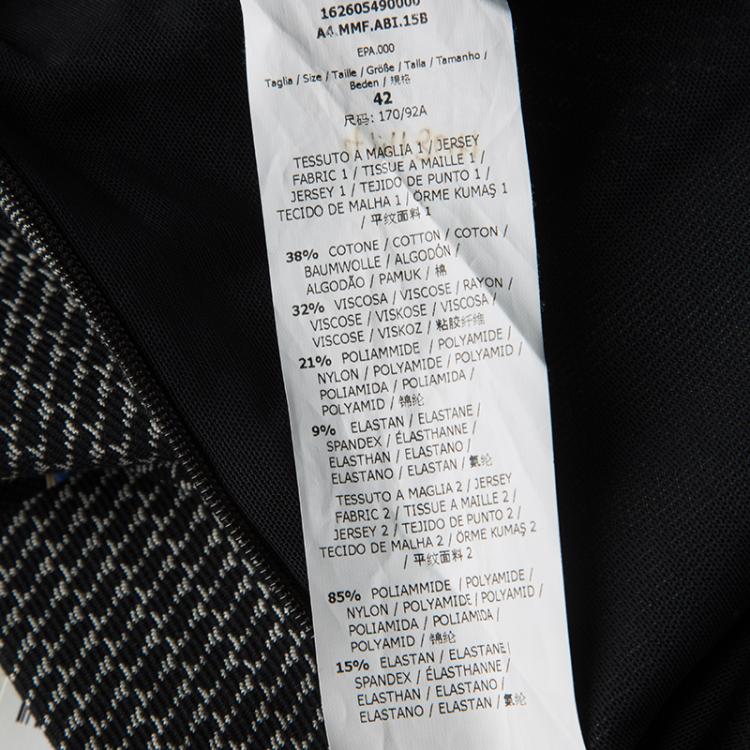 162605490000
A4.MMF.ABI.15B
EPA.000
Taglia / Size / Taille / Größe / Talla / Tamanho /
Beden / 規格
42
尺码: 170/92A
TESSUTO A MAGLIA 1 / JERSEY
FABRIC 1 / TISSUE A MAILLE 1 /
JERSEY 1 / TEJIDO DE PUNTO 1 /
TECIDO DE MALHA 1 / ÖRME KUMAŞ 1
/ 平纹面料 1
38% COTONE / COTTON / COTON /
BAUMWOLLE / ALGODÓN /
ALGODÃO / PAMUK / 棉
32% VISCOSA / VISCOSE / RAYON /
VISCOSE / VISKOSE / VISCOSA /
VISCOSE / VISKOZ / 粘胶纤维
21% POLIAMMIDE / POLYAMIDE /
NYLON / POLYAMIDE / POLYAMID /
POLIAMIDA / POLIAMIDA /
POLYAMID / 锦纶
9% ELASTAN / ELASTANE /
SPANDEX / ÉLASTHANNE /
ELASTHAN / ELASTANO /
ELASTANO / ELASTAN / 氨纶
TESSUTO A MAGLIA 2 / JERSEY
FABRIC 2 / TISSUE A MAILLE 2 /
JERSEY 2 / TEJIDO DE PUNTO 2 /
TECIDO DE MALHA 2 / ÖRME KUMAŞ 2
/ 平纹面料 2
85% POLIAMMIDE / POLYAMIDE /
NYLON / POLYAMIDE / POLYAMID /
POLIAMIDA / POLIAMIDA /
POLYAMID / 锦纶
15% ELASTAN / ELASTANE /
SPANDEX / ÉLASTHANNE /
ELASTHAN / ELASTANO /
ELASTANO / ELASTAN / 氨纶